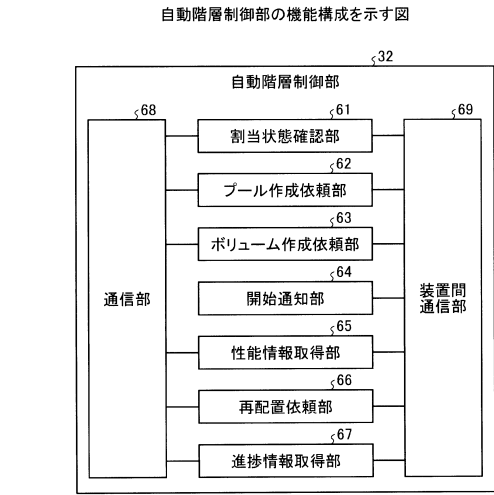 自動階層制御部の機能構成を示す図
32
自動階層制御部
68
61
69
割当状態確認部
62
プール作成依頼部
63
ボリューム作成依頼部
64
通信部
開始通知部
装置間
通信部
65
性能情報取得部
66
再配置依頼部
67
進捗情報取得部